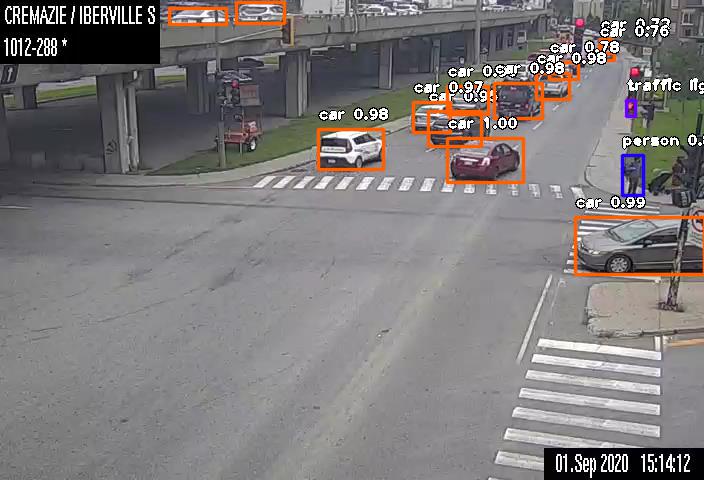 CREMAZIE / IBERVILLE S
1012-288 *
car 0.76
car 0.78
car 0.98
car 0.98
car 0.97
car 0.98
car 1.00
traffic
person
car 0.99
01.Sep 2020 15:14:12